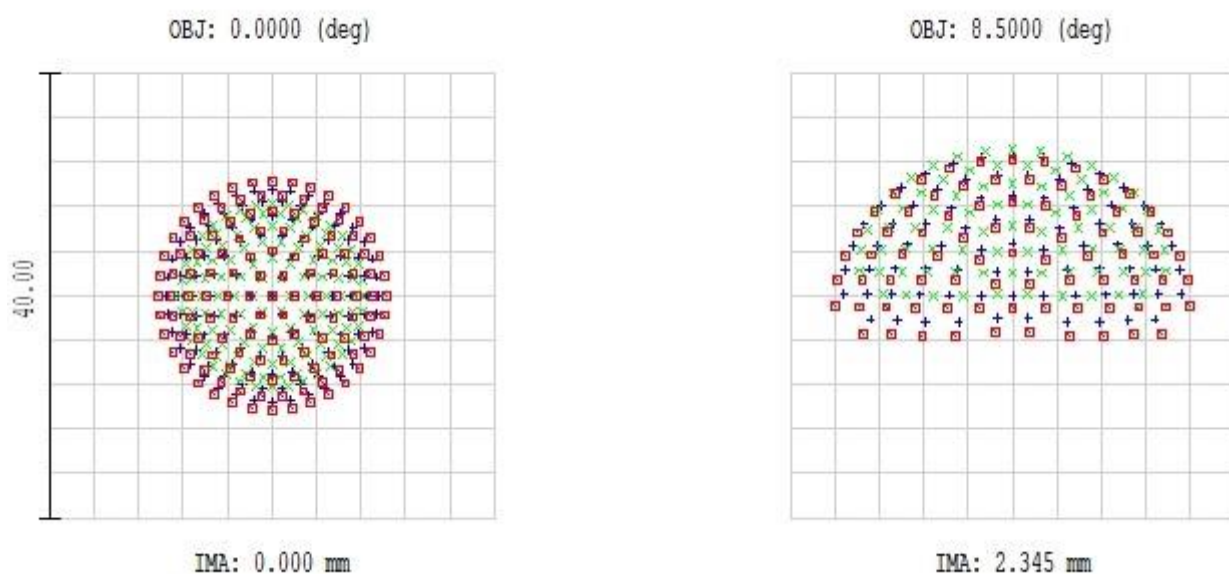 OBJ: 0.0000 (deg)
OBJ: 8.5000 (deg)
40.00
IMA: 0.000 mm
IMA: 2.345 mm